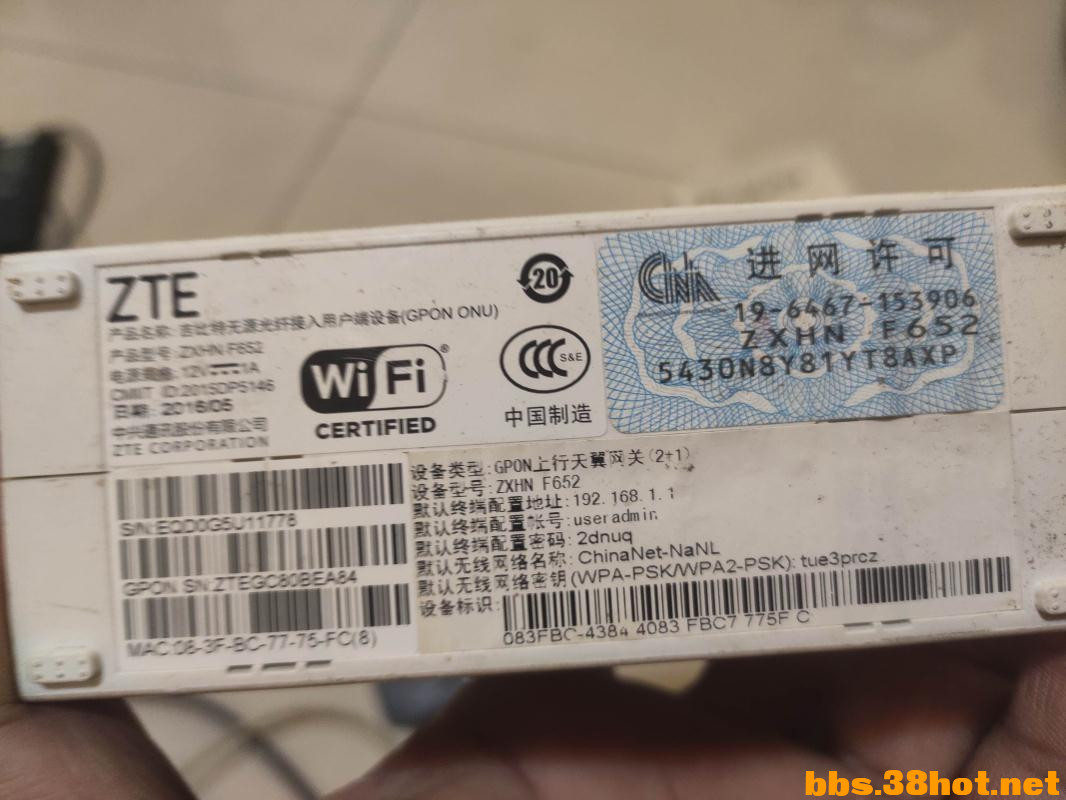 ZTE
产品名称: 吉比特无源光纤接入用户端设备(GPON ONU)
产品型号: ZXHN F652
电源规格: 12V 1A
CMIIT ID:2015DP5146
日期: 2016/05
中兴通讯股份有限公司
ZTE CORPORATION
WiFi®
CERTIFIED
20
CCC S&E
中国制造
CNA 进网许可
19-6467-153906
ZXHN F652
5430N8Y81YT8AXP
S/N:EQD0G5J11778
GPON SN:ZTEGC80BEA84
MAC:08-3F-BC-77-75-FC(8)
设备类型:GPON上行天翼网关(2+1)
设备型号:ZXHN F652
默认终端配置地址:192.168.1.1
默认终端配置帐号:useradmin
默认终端配置密码:2dnuq
默认无线网络名称:ChinaNet-NaNL
默认无线网络密钥(WPA-PSK/WPA2-PSK):tue3prcz
设备标识:
083FBC-4384 4083 FBC7 775F C
bbs.38hot.net